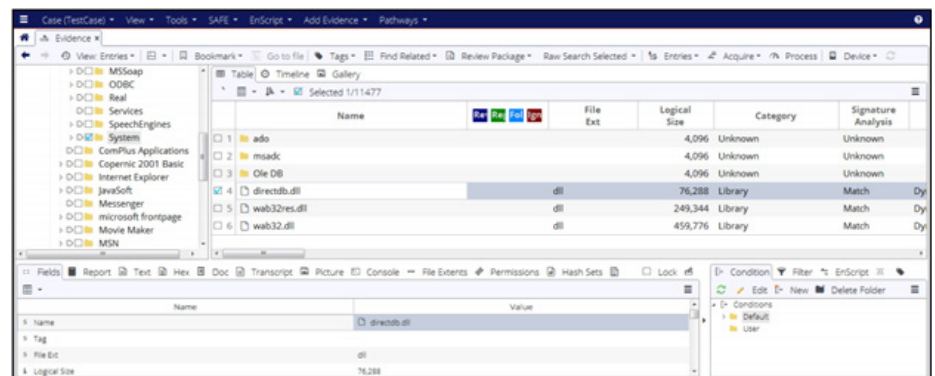 Case (TestCase) View Tools SAFE EnScript Add Evidence Pathways
Evidence x
View: Entries Bookmark Go to file Tags Find Related Review Package Raw Search Selected Entries Acquire Process Device
MSSoap
ODBC
Real
Services
SpeechEngines
System
ComPlus Applications
Copernic 2001 Basic
Internet Explorer
JavaSoft
Messenger
microsoft frontpage
Movie Maker
MSN
Table Timeline Gallery
Selected 1/11477
Name Fol File Ext Logical Size Category Signature Analysis
1 ado 4,096 Unknown Unknown
2 msadc 4,096 Unknown Unknown
3 Ole DB 4,096 Unknown Unknown
4 directdb.dll dll 76,288 Library Match Dy
5 wab32res.dll dll 249,344 Library Match Dy
6 wab32.dll dll 459,776 Library Match Dy
Fields Report Text Hex Doc Transcript Picture Console File Extents Permissions Hash Sets Lock
Name Value
Name directdb.dll
Tag
File Ext dll
Logical Size 76,288
Condition Filter EnScript
Edit New Delete Folder
Conditions
Default
User